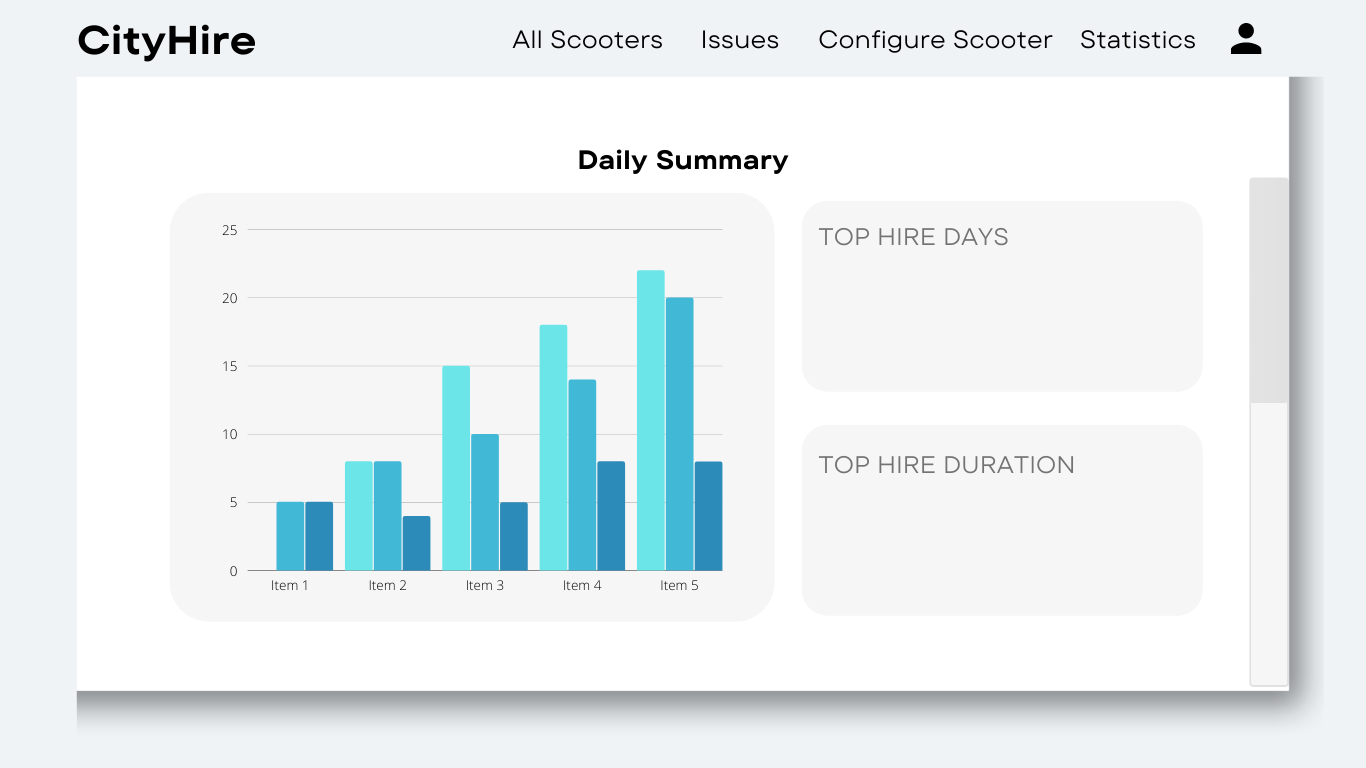 CityHire
All Scooters
Issues
Configure Scooter
Statistics
Daily Summary
25
20
15
10
5
0
Item 1
Item 2
Item 3
Item 4
Item 5
TOP HIRE DAYS
TOP HIRE DURATION